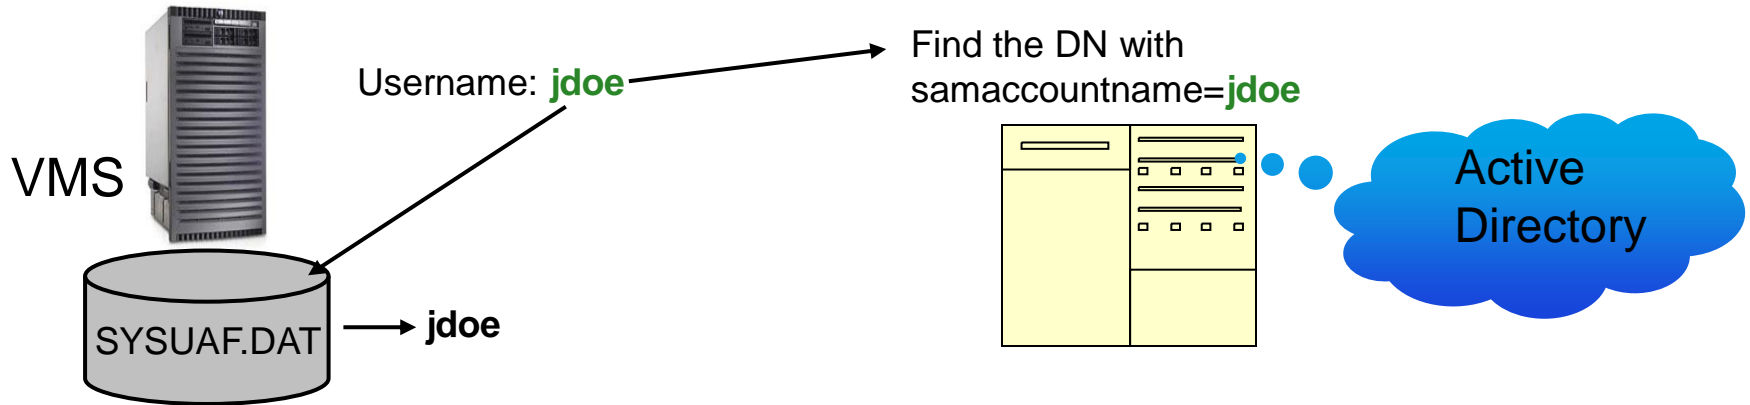 Find the DN with
Username: jdoe
samaccountname=jdoe
VMS
Active
Directory
SYSUAF.DAT
jdoe